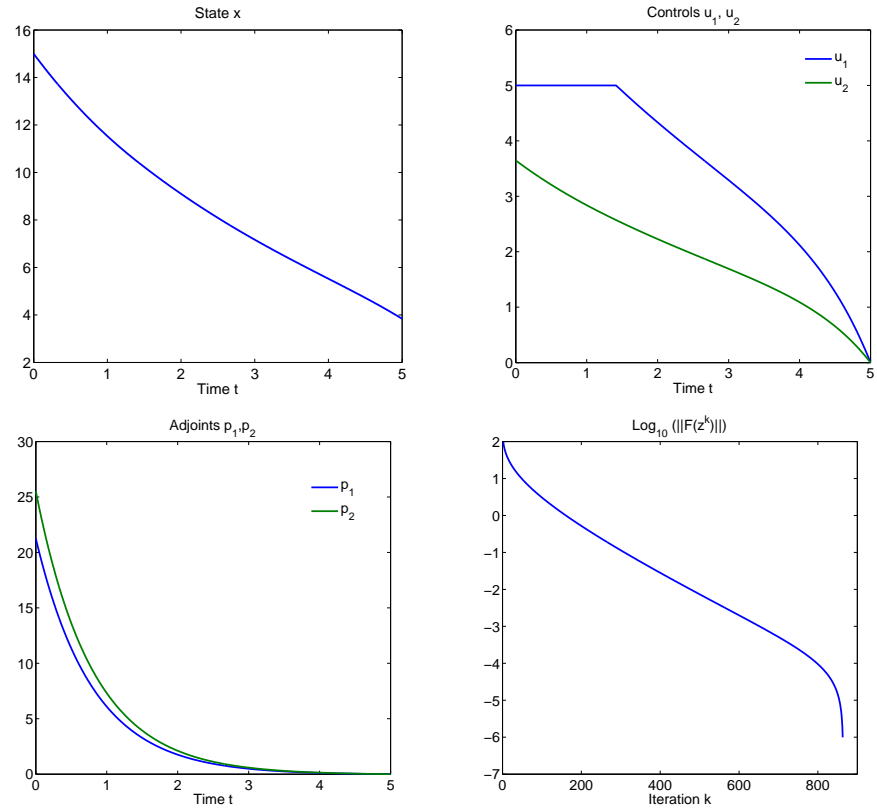 State x
16
14
12
10
8
6
4
2
0 1 2 3 4 5
Time t
Controls u₁, u₂
6
5
4
3
2
1
0
u₁
u₂
0 1 2 3 4 5
Time t
Adjoints p₁,p₂
30
25
20
15
10
5
0
p₁
p₂
0 1 2 3 4 5
Time t
Log₁₀ (||F(zᵏ)||)
2
1
0
−1
−2
−3
−4
−5
−6
−7
0 200 400 600 800
Iteration k